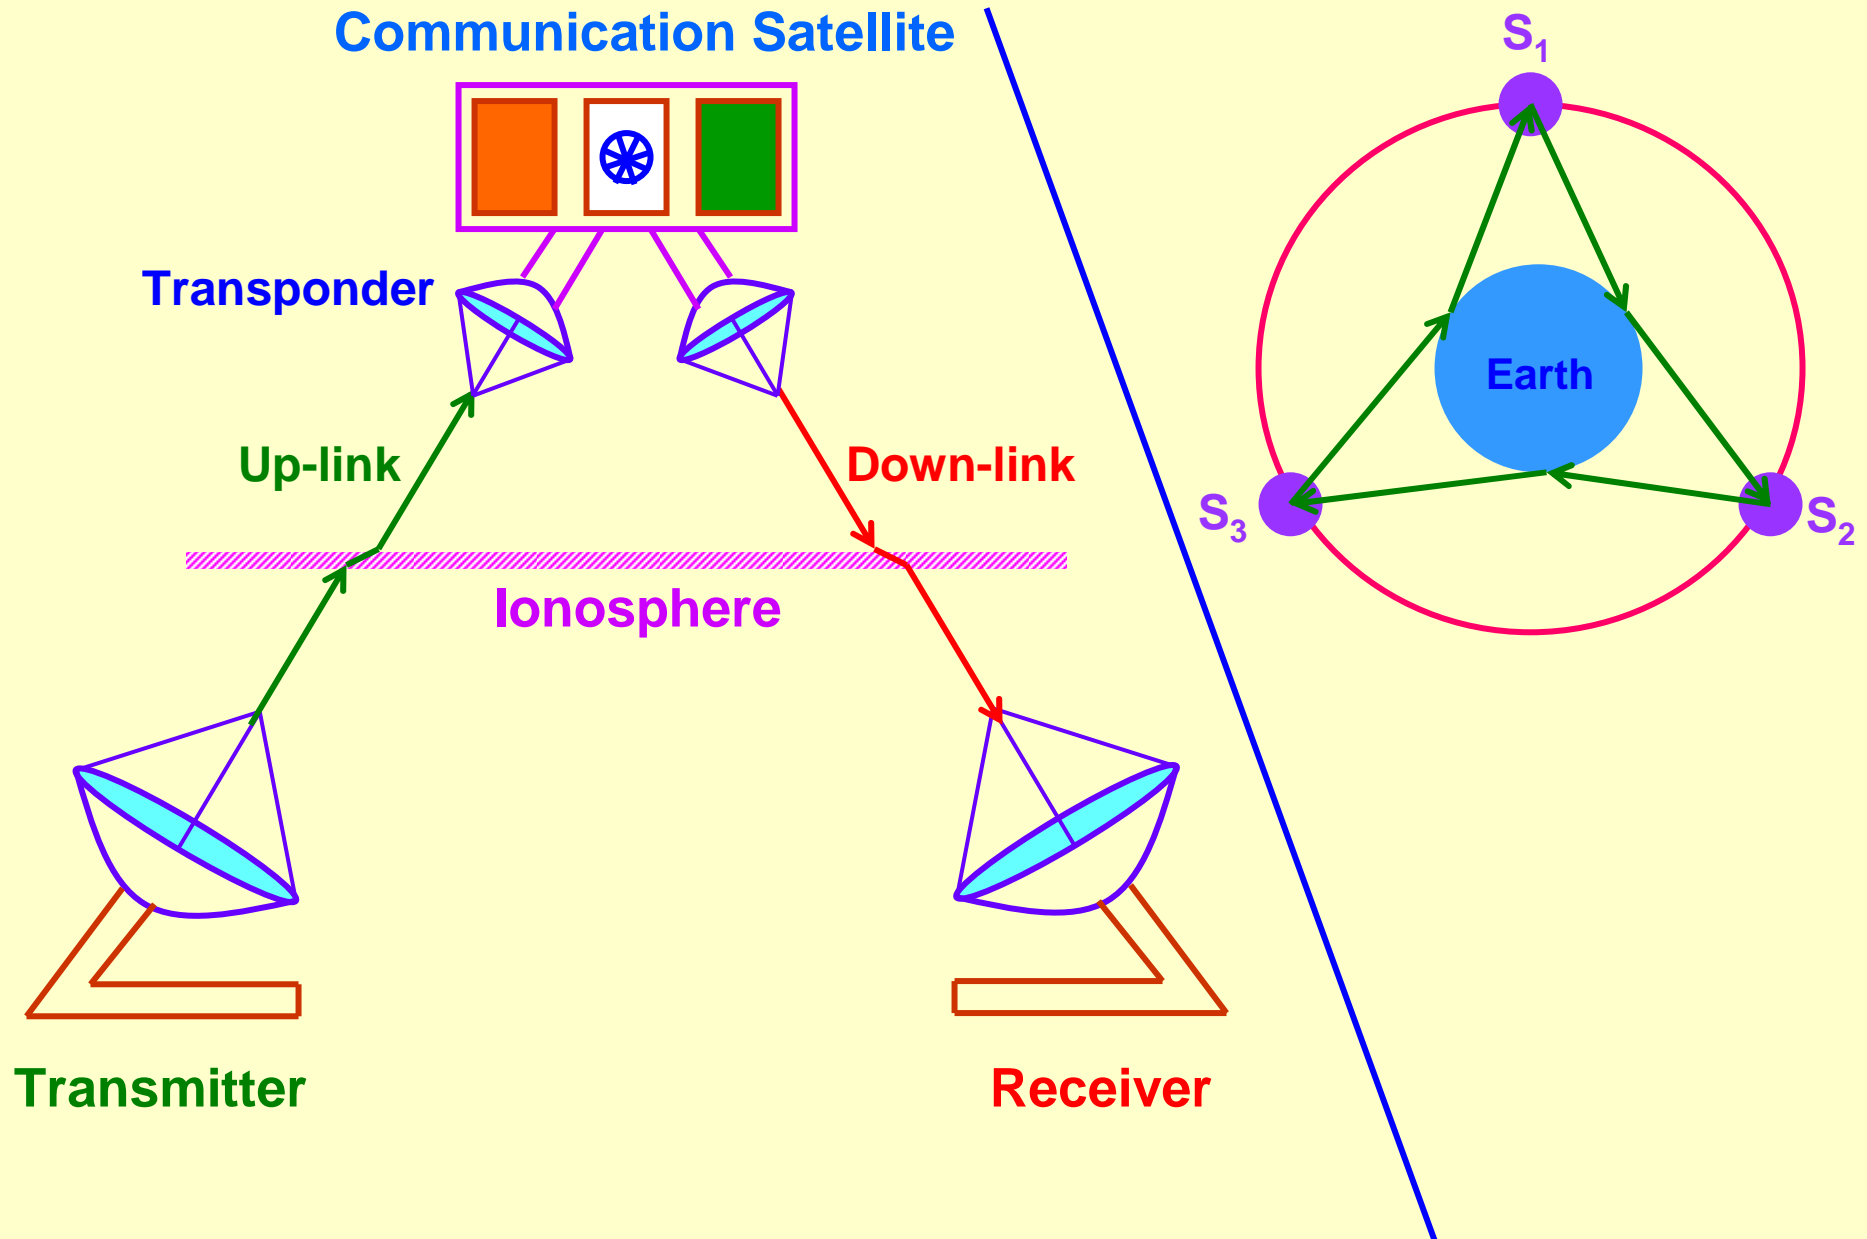 Communication Satellite
Transponder
Up-link
Down-link
Ionosphere
Transmitter
Receiver
S₁
Earth
S₃
S₂